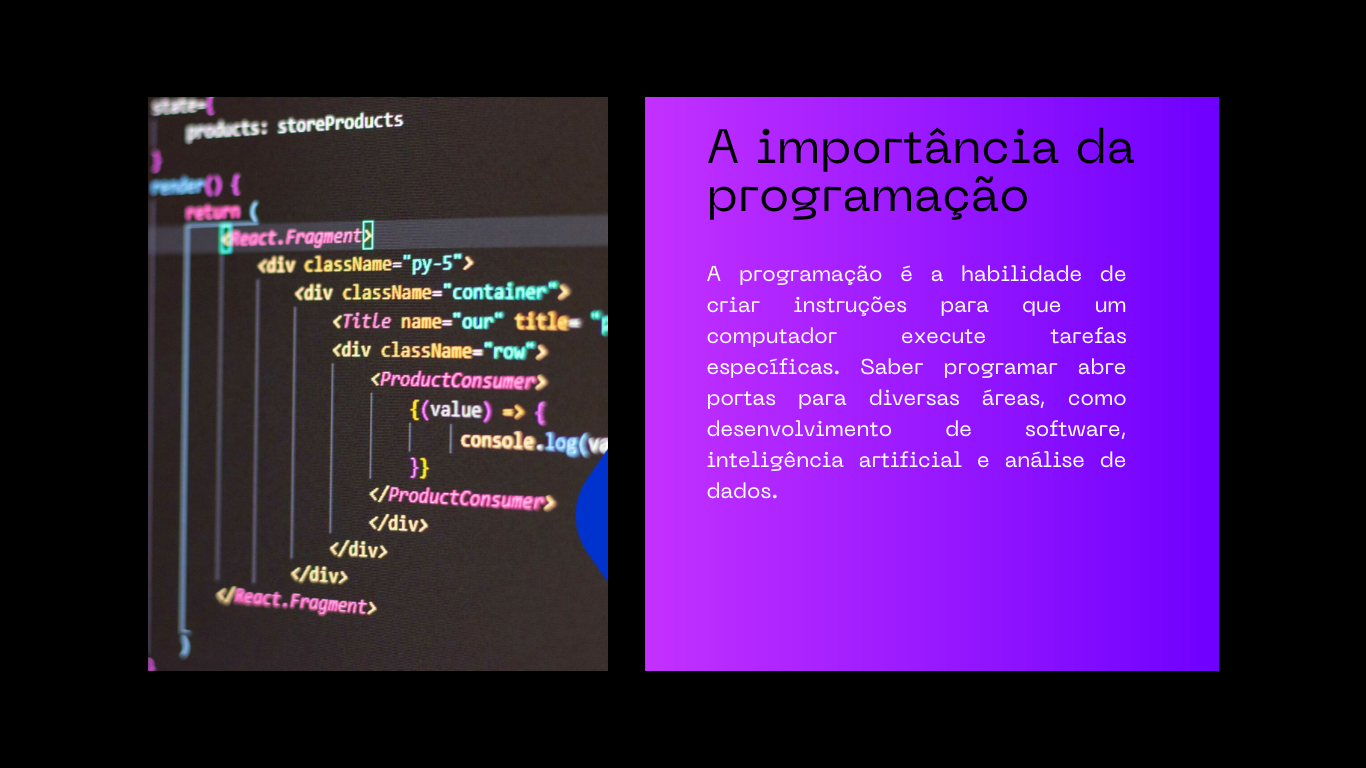 state={
products: storeProducts
}
render() {
return (
<React.Fragment>
<div className="py-5">
<div className="container">
<Title name="our" title= "p
<div className="row">
<ProductConsumer>
{(value) => {
console.log(va
}}
</ProductConsumer>
</div>
</div>
</div>
</React.Fragment>
)
}
A importância da
programação
A programação é a habilidade de
criar instruções para que um
computador execute tarefas
específicas. Saber programar abre
portas para diversas áreas, como
desenvolvimento de software,
inteligência artificial e análise de
dados.